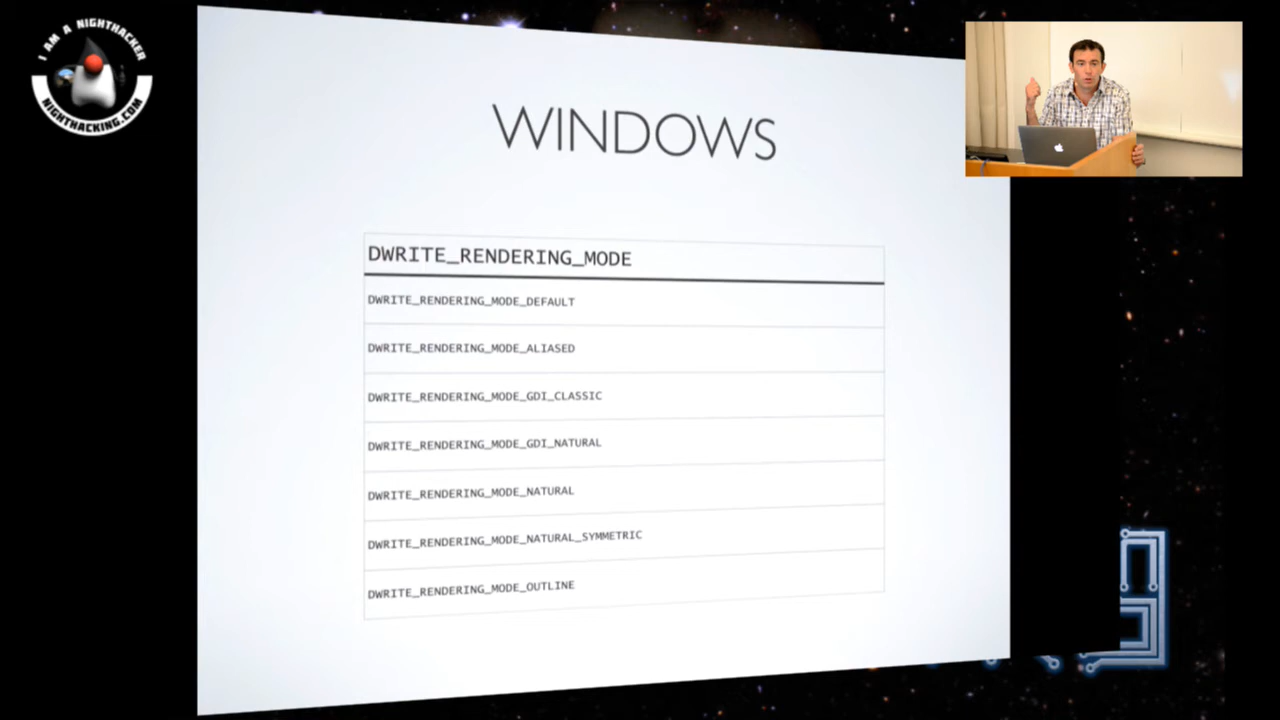 I AM A NIGHTHACKER
NIGHTHACKING.COM
WINDOWS
DWRITE_RENDERING_MODE
DWRITE_RENDERING_MODE_DEFAULT
DWRITE_RENDERING_MODE_ALIASED
DWRITE_RENDERING_MODE_GDI_CLASSIC
DWRITE_RENDERING_MODE_GDI_NATURAL
DWRITE_RENDERING_MODE_NATURAL
DWRITE_RENDERING_MODE_NATURAL_SYMMETRIC
DWRITE_RENDERING_MODE_OUTLINE